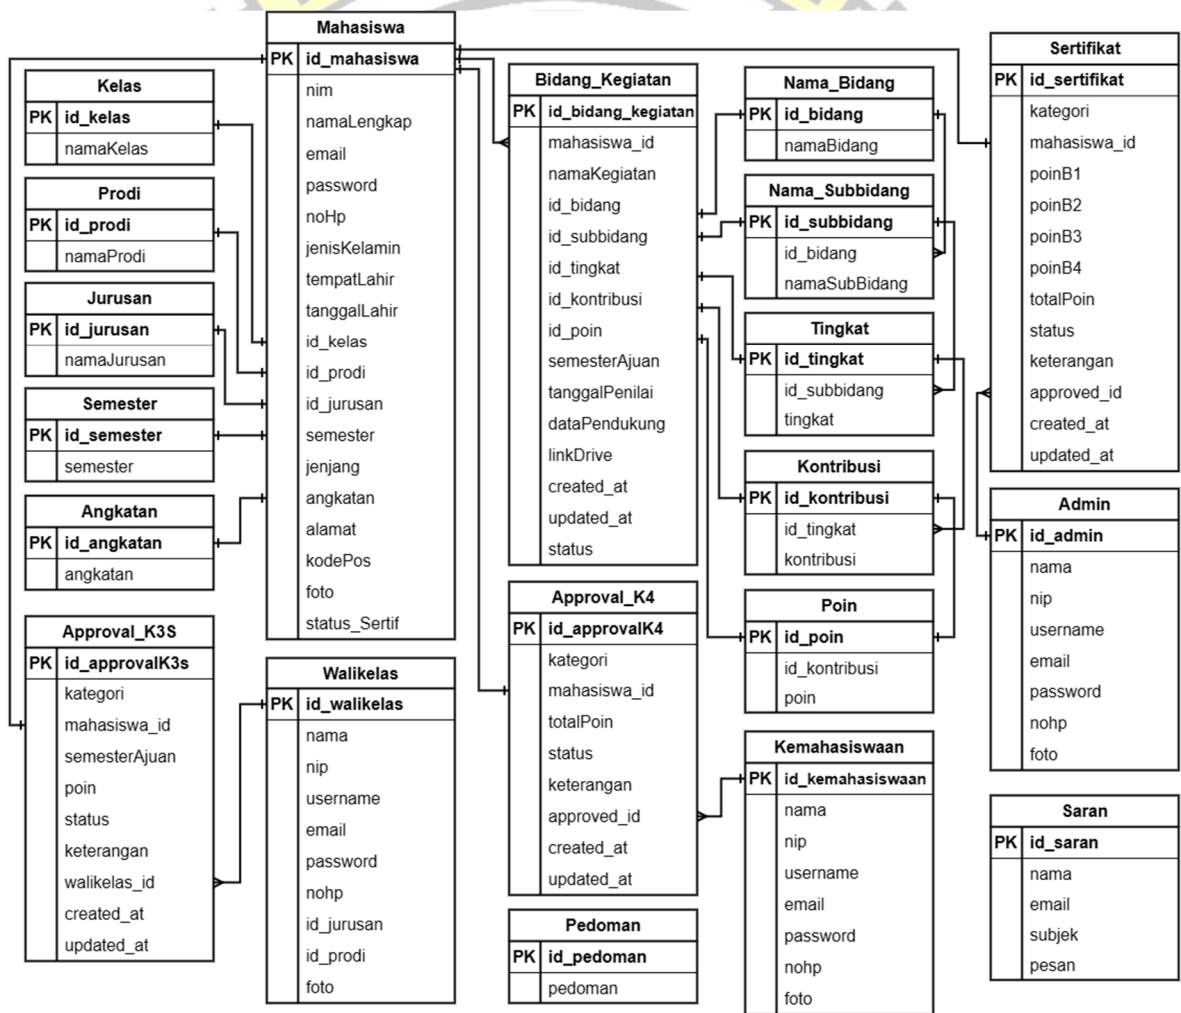 Mahasiswa
PK id_mahasiswa
nim
namaLengkap
email
password
noHp
jenisKelamin
tempatLahir
tanggalLahir
id_kelas
id_prodi
id_jurusan
semester
jenjang
angkatan
alamat
kodePos
foto
status_Sertif
Kelas
PK id_kelas
namaKelas
Prodi
PK id_prodi
namaProdi
Jurusan
PK id_jurusan
namaJurusan
Semester
PK id_semester
semester
Angkatan
PK id_angkatan
angkatan
Approval_K3S
PK id_approvalK3s
kategori
mahasiswa_id
semesterAjuan
poin
status
keterangan
walikelas_id
created_at
updated_at
Walikelas
PK id_walikelas
nama
nip
username
email
password
nohp
id_jurusan
id_prodi
foto
Bidang_Kegiatan
PK id_bidang_kegiatan
mahasiswa_id
namaKegiatan
id_bidang
id_subbidang
id_tingkat
id_kontribusi
id_poin
semesterAjuan
tanggalPenilai
dataPendukung
linkDrive
created_at
updated_at
status
Approval_K4
PK id_approvalK4
kategori
mahasiswa_id
totalPoin
status
keterangan
approved_id
created_at
updated_at
Pedoman
PK id_pedoman
pedoman
Nama_Bidang
PK id_bidang
namaBidang
Nama_Subbidang
PK id_subbidang
id_bidang
namaSubBidang
Tingkat
PK id_tingkat
id_subbidang
tingkat
Kontribusi
PK id_kontribusi
id_tingkat
kontribusi
Poin
PK id_poin
id_kontribusi
poin
Kemahasiswaan
PK id_kemahasiswaan
nama
nip
username
email
password
nohp
foto
Sertifikat
PK id_sertifikat
kategori
mahasiswa_id
poinB1
poinB2
poinB3
poinB4
totalPoin
status
keterangan
approved_id
created_at
updated_at
Admin
PK id_admin
nama
nip
username
email
password
nohp
foto
Saran
PK id_saran
nama
email
subjek
pesan